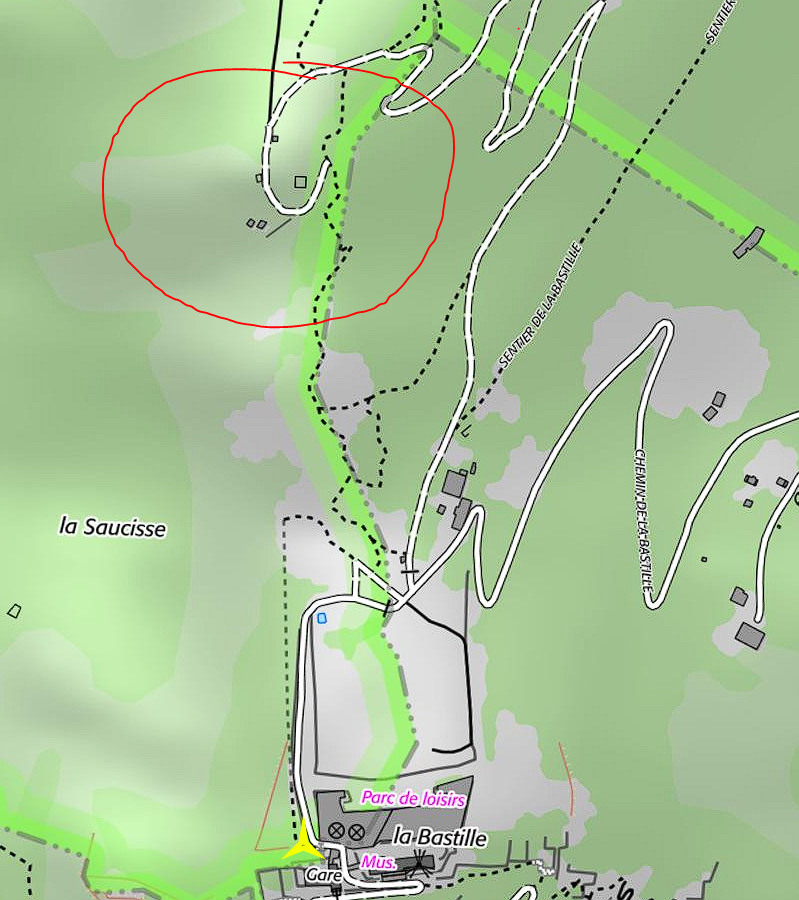 SENTIER
SENTIER DE LA BASTILLE
CHEMIN DE LA BASTILLE
la Saucisse
Parc de loisirs
la Bastille
Mus.
Gare